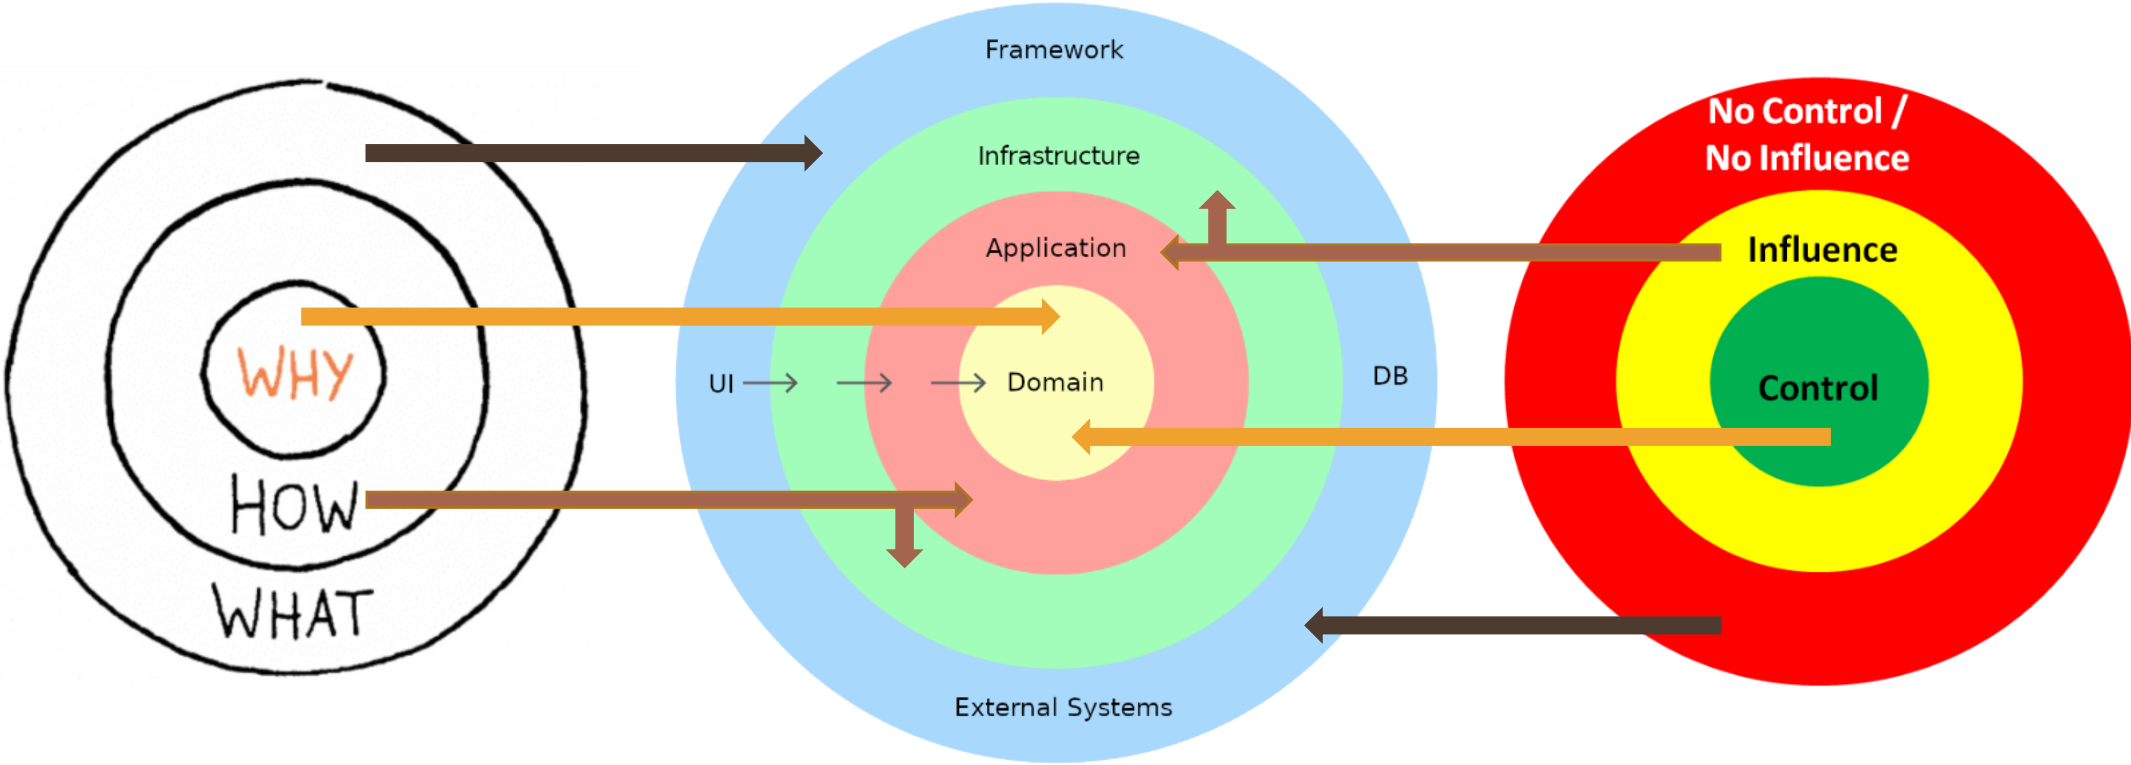 WHY
HOW
WHAT
Framework
Infrastructure
Application
UI
Domain
DB
External Systems
No Control /
No Influence
Influence
Control